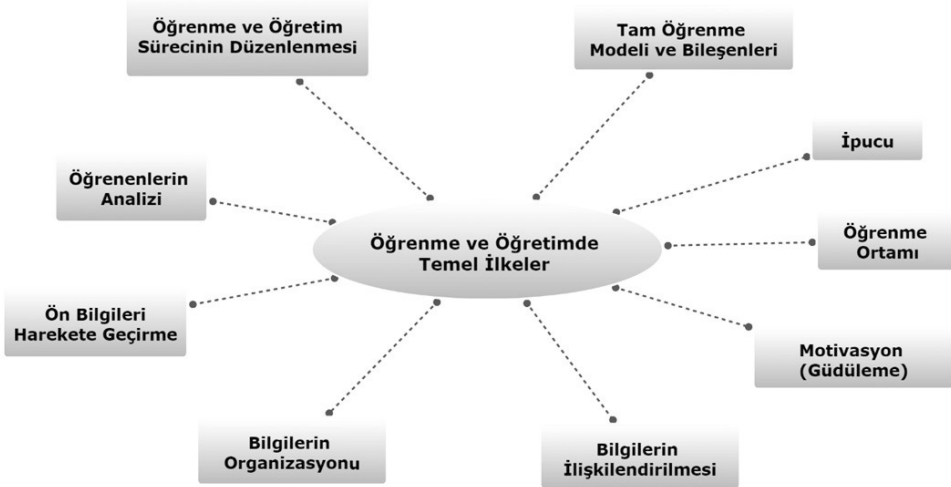 Öğrenme ve Öğretim
Sürecinin Düzenlenmesi
Tam Öğrenme
Modeli ve Bileşenleri
İpucu
Öğrenenlerin
Analizi
Öğrenme ve Öğretimde
Temel İlkeler
Öğrenme
Ortamı
Ön Bilgileri
Harekete Geçirme
Motivasyon
(Güdüleme)
Bilgilerin
Organizasyonu
Bilgilerin
İlişkilendirilmesi